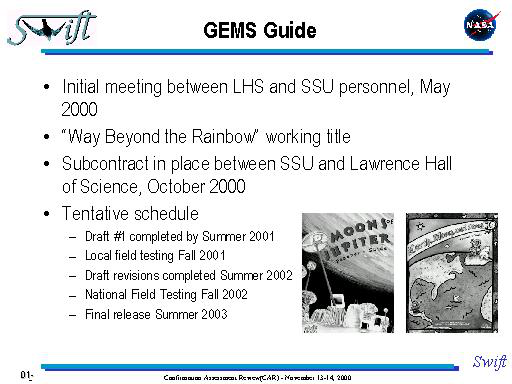 Swift
GEMS Guide
NASA
• Initial meeting between LHS and SSU personnel, May
2000
• “Way Beyond the Rainbow” working title
• Subcontract in place between SSU and Lawrence Hall
of Science, October 2000
• Tentative schedule
– Draft #1 completed by Summer 2001
– Local field testing Fall 2001
– Draft revisions completed Summer 2002
– National Field Testing Fall 2002
– Final release Summer 2003
MOONS OF
JUPITER
Earth, Moon, and Stars
Swift
01-
Confirmation Assessment Review(CAR) - November 13-14, 2000